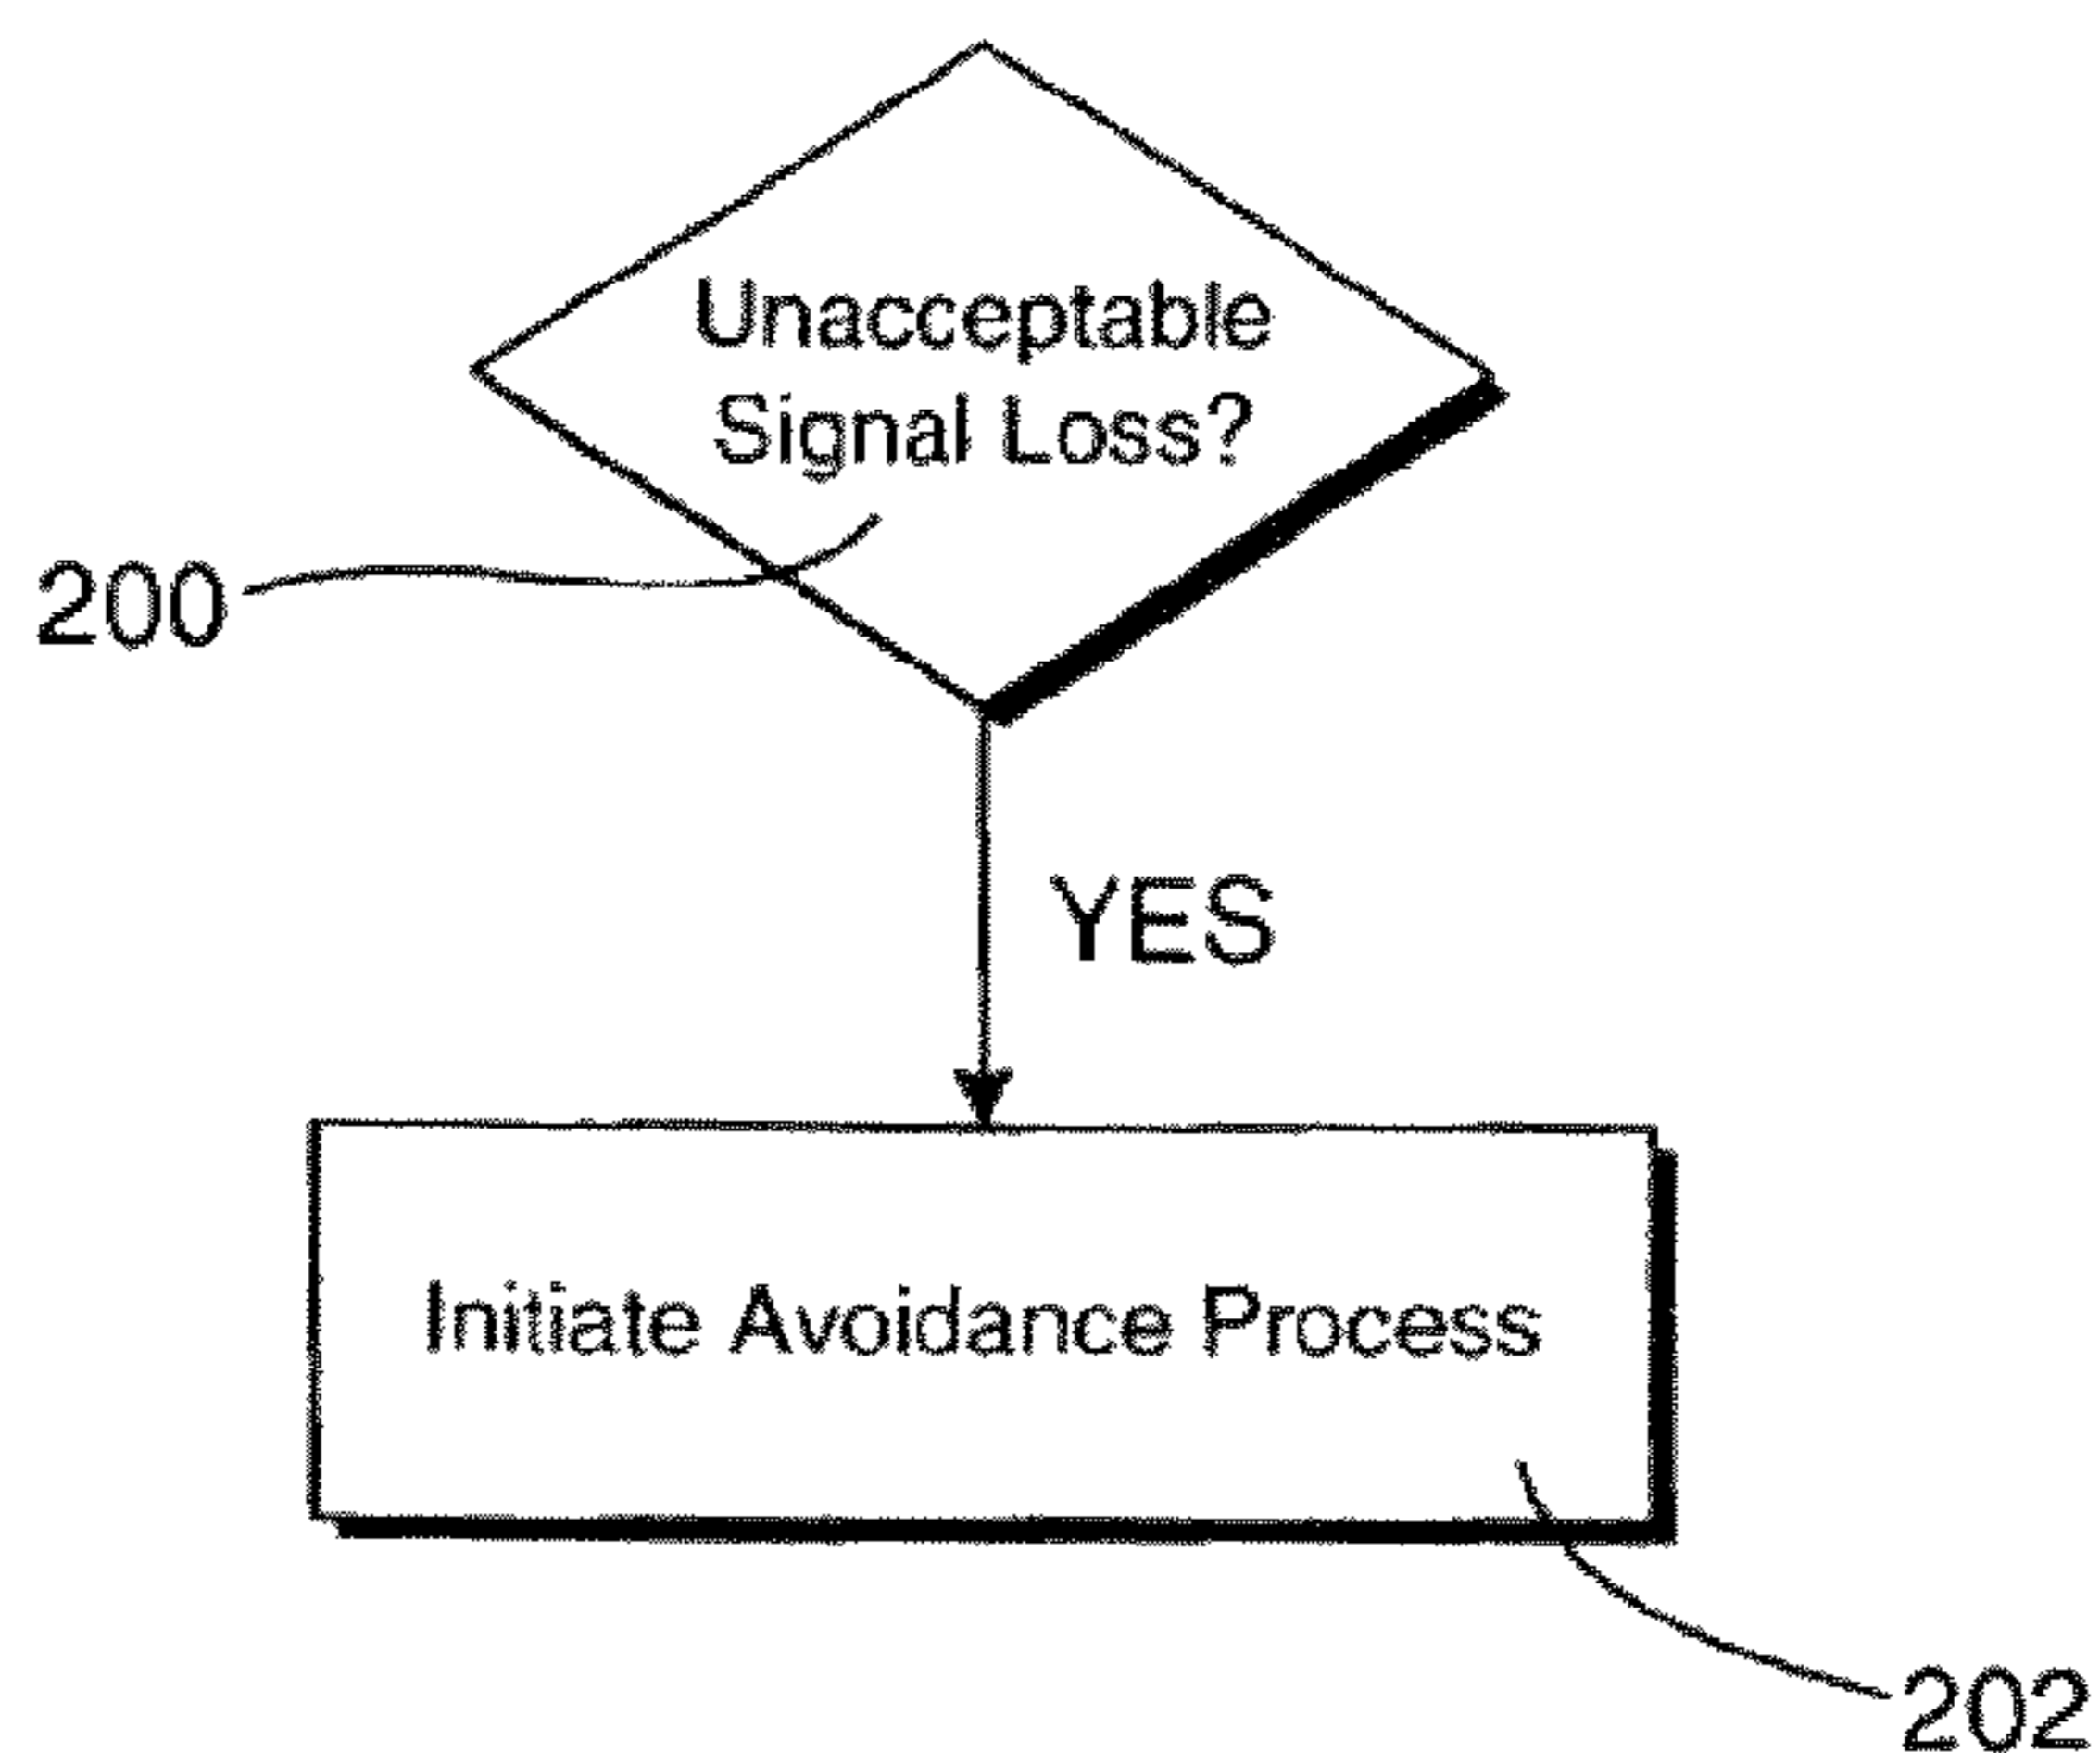 Unacceptable
Signal Loss?
200
YES
Initiate Avoidance Process
202